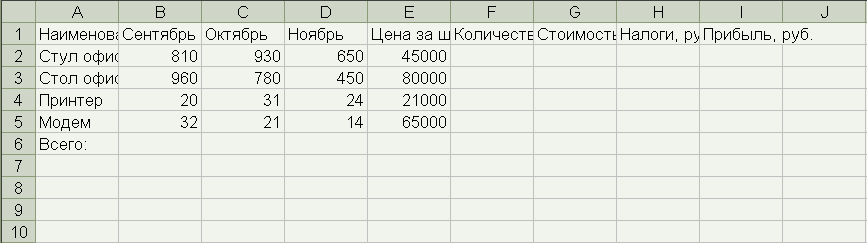 A B C D E F G H I J
1 Наименова Сентябрь Октябрь Ноябрь Цена за ш Количеств Стоимость Налоги, ру Прибыль, руб.
2 Стул офис 810 930 650 45000
3 Стол офис 960 780 450 80000
4 Принтер 20 31 24 21000
5 Модем 32 21 14 65000
6 Всего:
7
8
9
10